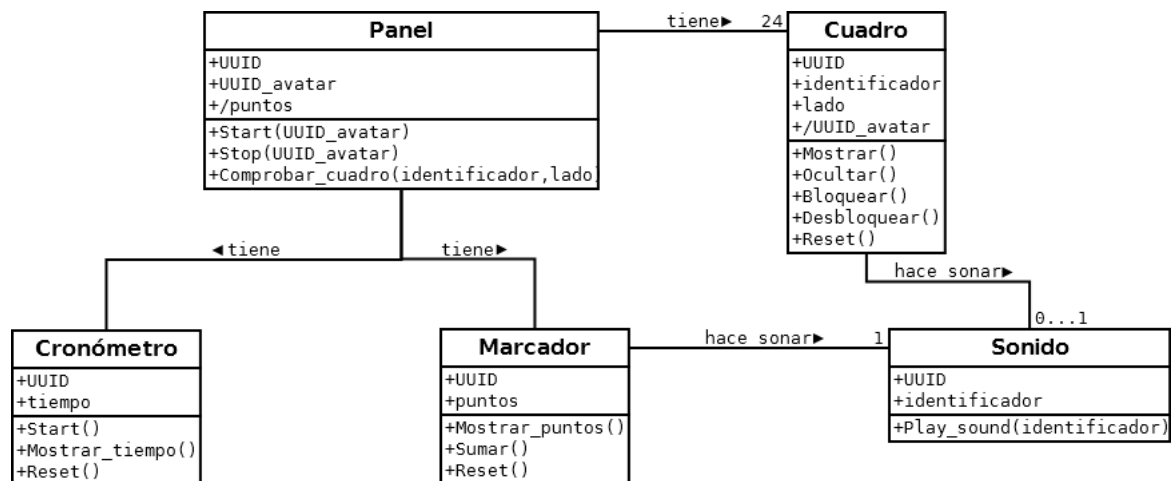 Panel
+UUID
+UUID_avatar
+/puntos
+Start(UUID_avatar)
+Stop(UUID_avatar)
+Comprobar_cuadro(identificador,lado)
tiene► 24
Cuadro
+UUID
+identificador
+lado
+/UUID_avatar
+Mostrar()
+Ocultar()
+Bloquear()
+Desbloquear()
+Reset()
◄tiene
tiene►
hace sonar►
0...1
Cronómetro
+UUID
+tiempo
+Start()
+Mostrar_tiempo()
+Reset()
Marcador
+UUID
+puntos
+Mostrar_puntos()
+Sumar()
+Reset()
hace sonar► 1
Sonido
+UUID
+identificador
+Play_sound(identificador)